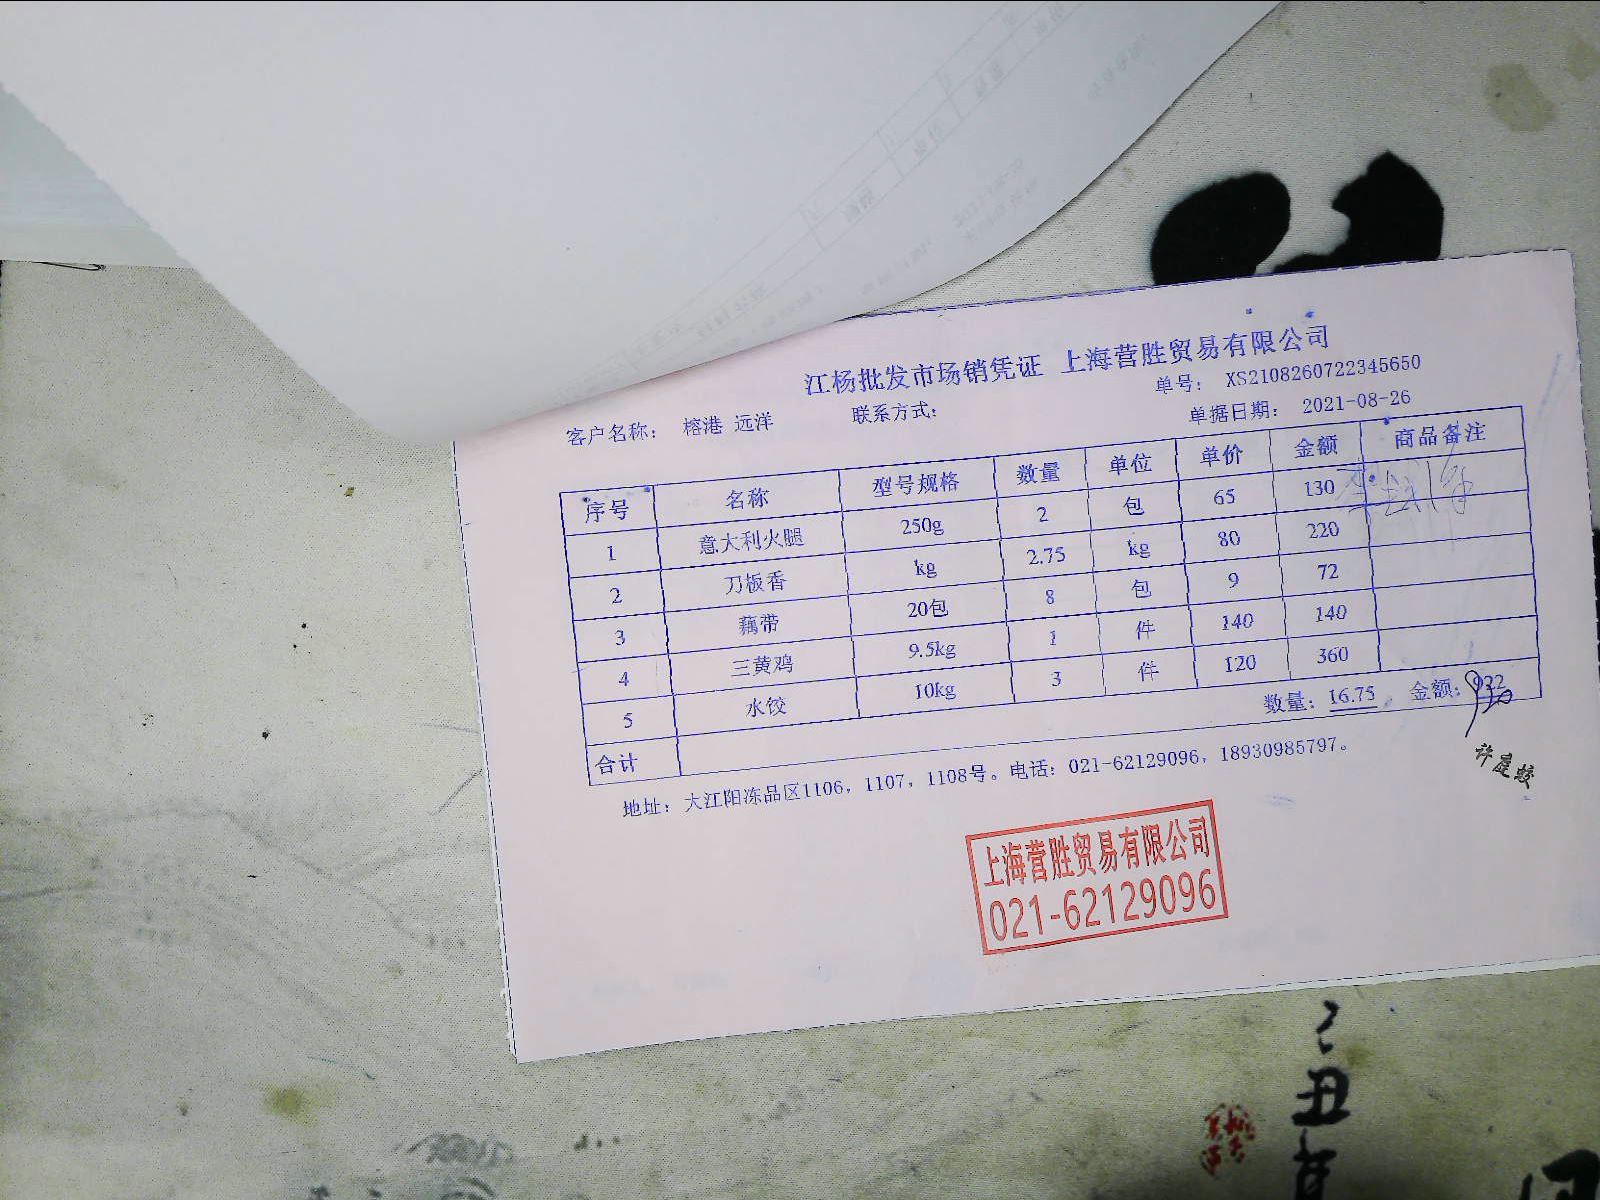 江杨批发市场销凭证 上海营胜贸易有限公司
单号： XS2108260722345650
客户名称： 榕港 远洋 联系方式： 单据日期： 2021-08-26
序号 名称 型号规格 数量 单位 单价 金额 商品备注
1 意大利火腿 250g 2 包 65 130
2 刀板香 kg 2.75 kg 80 220
3 藕带 20包 8 包 9 72
4 三黄鸡 9.5kg 1 件 140 140
5 水饺 10kg 3 件 120 360
合计 数量：16.75 金额：922
930
地址：大江阳冻品区1106，1107，1108号。电话：021-62129096，18930985797。
上海营胜贸易有限公司
021-62129096
丑